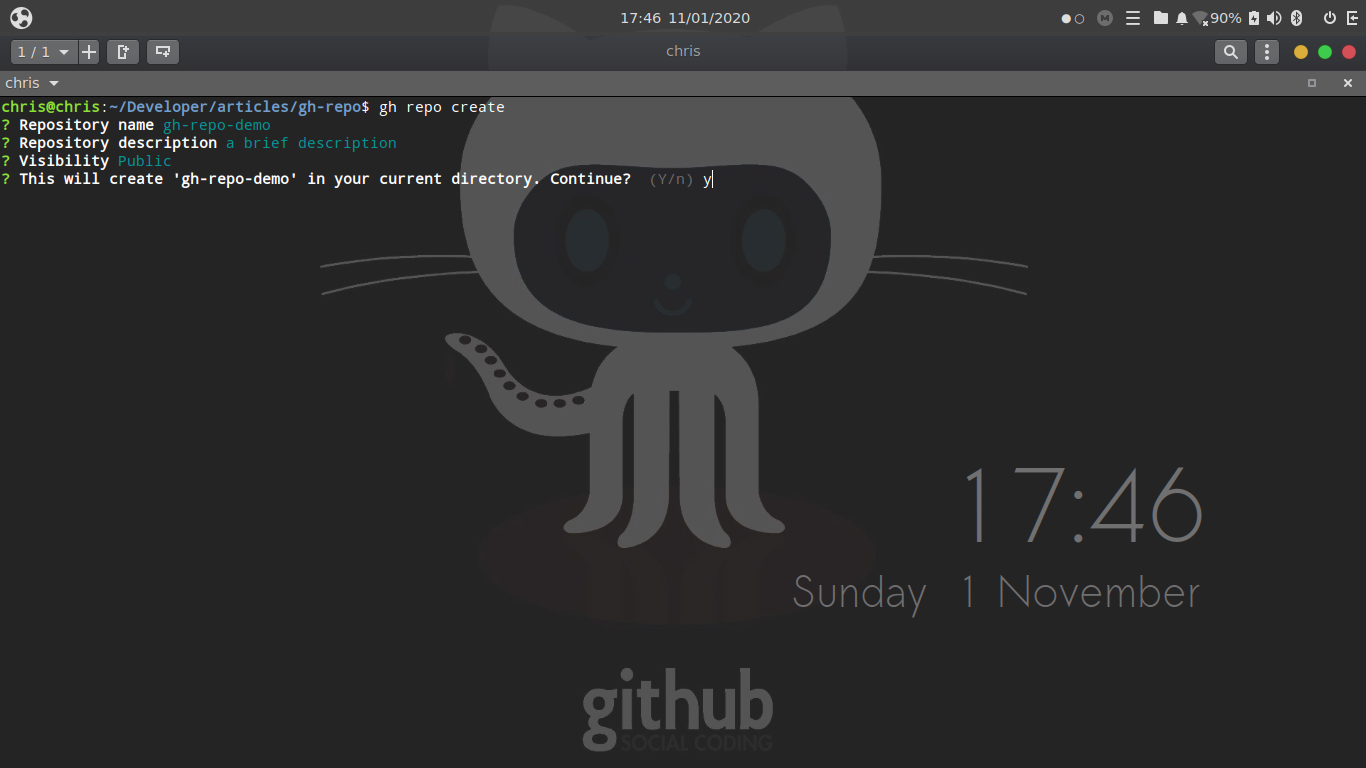 17:46 11/01/2020
90%
1 / 1
chris
chris
chris@chris:~/Developer/articles/gh-repo$ gh repo create
? Repository name gh-repo-demo
? Repository description a brief description
? Visibility Public
? This will create 'gh-repo-demo' in your current directory. Continue?  (Y/n) y
17:46
Sunday 1 November
github
SOCIAL CODING